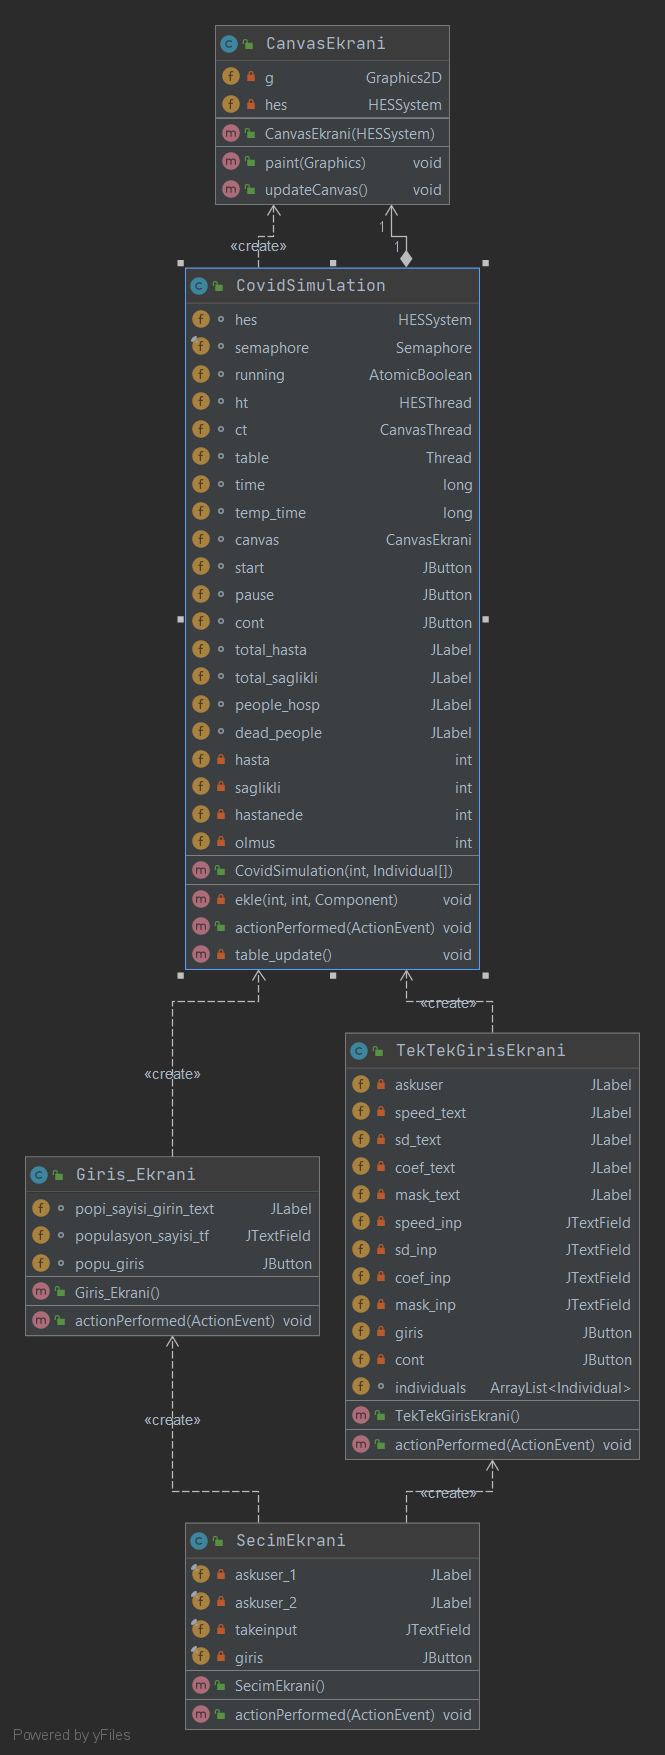 CanvasEkrani
g Graphics2D
hes HESSystem
CanvasEkrani(HESSystem)
paint(Graphics) void
updateCanvas() void
1
«create» 1
CovidSimulation
hes HESSystem
semaphore Semaphore
running AtomicBoolean
ht HESThread
ct CanvasThread
table Thread
time long
temp_time long
canvas CanvasEkrani
start JButton
pause JButton
cont JButton
total_hasta JLabel
total_saglikli JLabel
people_hosp JLabel
dead_people JLabel
hasta int
saglikli int
hastanede int
olmus int
CovidSimulation(int, Individual[])
ekle(int, int, Component) void
actionPerformed(ActionEvent) void
table_update() void
«create»
TekTekGirisEkrani
askuser JLabel
speed_text JLabel
sd_text JLabel
coef_text JLabel
mask_text JLabel
speed_inp JTextField
sd_inp JTextField
coef_inp JTextField
mask_inp JTextField
giris JButton
cont JButton
individuals ArrayList<Individual>
TekTekGirisEkrani()
actionPerformed(ActionEvent) void
«create»
Giris_Ekrani
popi_sayisi_girin_text JLabel
populasyon_sayisi_tf JTextField
popu_giris JButton
Giris_Ekrani()
actionPerformed(ActionEvent) void
«create»
«create»
SecimEkrani
askuser_1 JLabel
askuser_2 JLabel
takeinput JTextField
giris JButton
SecimEkrani()
actionPerformed(ActionEvent) void
Powered by yFiles